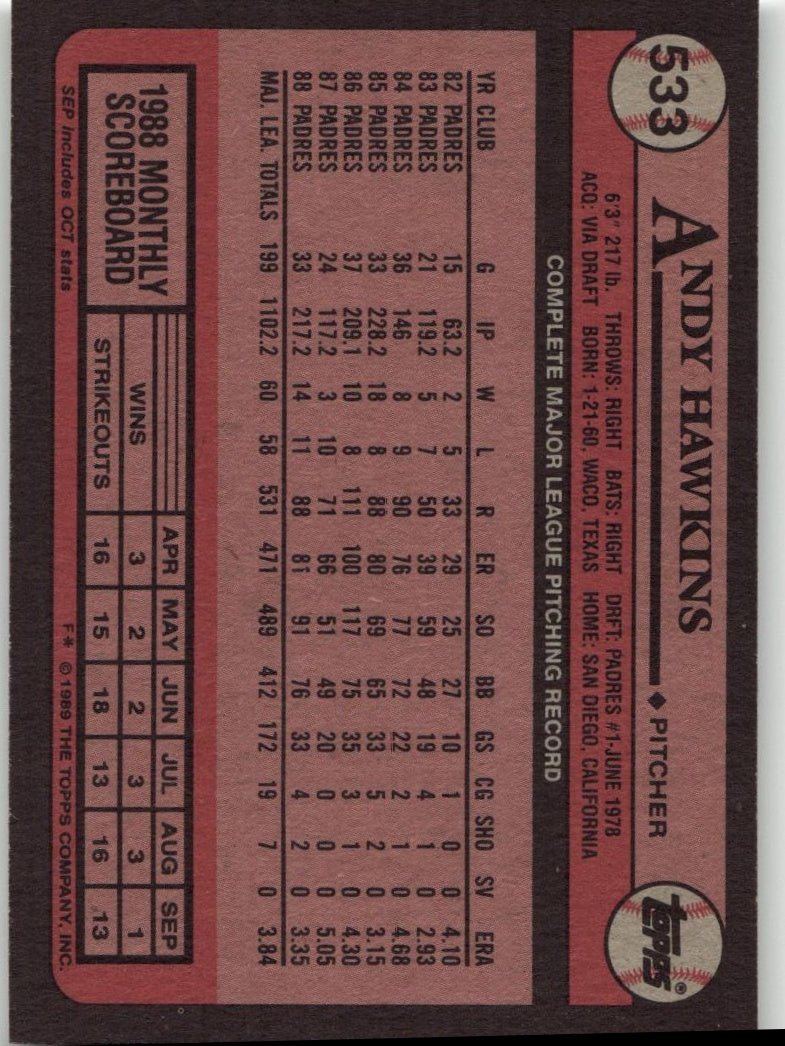 533
ANDY HAWKINS ◆ PITCHER
topps®
6'3" 217 lb. THROWS: RIGHT BATS: RIGHT DRFT: PADRES #1-JUNE 1978
ACQ: VIA DRAFT BORN: 1-21-60, WACO, TEXAS HOME: SAN DIEGO, CALIFORNIA
COMPLETE MAJOR LEAGUE PITCHING RECORD
YR CLUB G IP W L R ER SO BB GS CG SHO SV ERA
82 PADRES 15 63.2 2 5 33 29 25 27 10 1 0 0 4.10
83 PADRES 21 119.2 5 7 50 39 59 48 19 4 1 0 2.93
84 PADRES 36 146 8 9 90 76 77 72 22 2 1 0 4.68
85 PADRES 33 228.2 18 8 88 80 69 65 33 5 2 0 3.15
86 PADRES 37 209.1 10 8 111 100 117 75 35 3 1 0 4.30
87 PADRES 24 117.2 3 10 71 66 51 49 20 0 0 0 5.05
88 PADRES 33 217.2 14 11 88 81 91 76 33 4 2 0 3.35
MAJ. LEA. TOTALS 199 1102.2 60 58 531 471 489 412 172 19 7 0 3.84
1988 MONTHLY
SCOREBOARD
APR MAY JUN JUL AUG SEP
WINS 3 2 2 3 3 1
STRIKEOUTS 16 15 18 13 16 13
SEP includes OCT stats
F* © 1989 THE TOPPS COMPANY, INC.